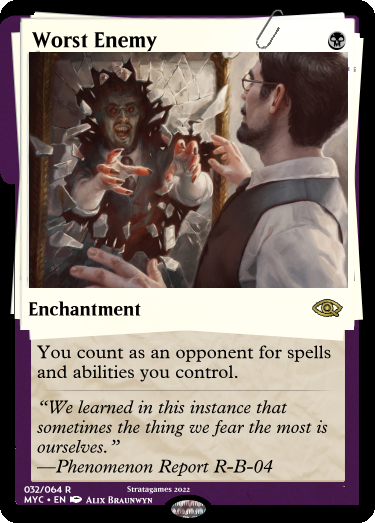 Worst Enemy
Enchantment
You count as an opponent for spells
and abilities you control.
“We learned in this instance that
sometimes the thing we fear the most is
ourselves.”
—Phenomenon Report R-B-04
032/064 R
Stratagames 2022
MYC • EN Alix Braunwyn